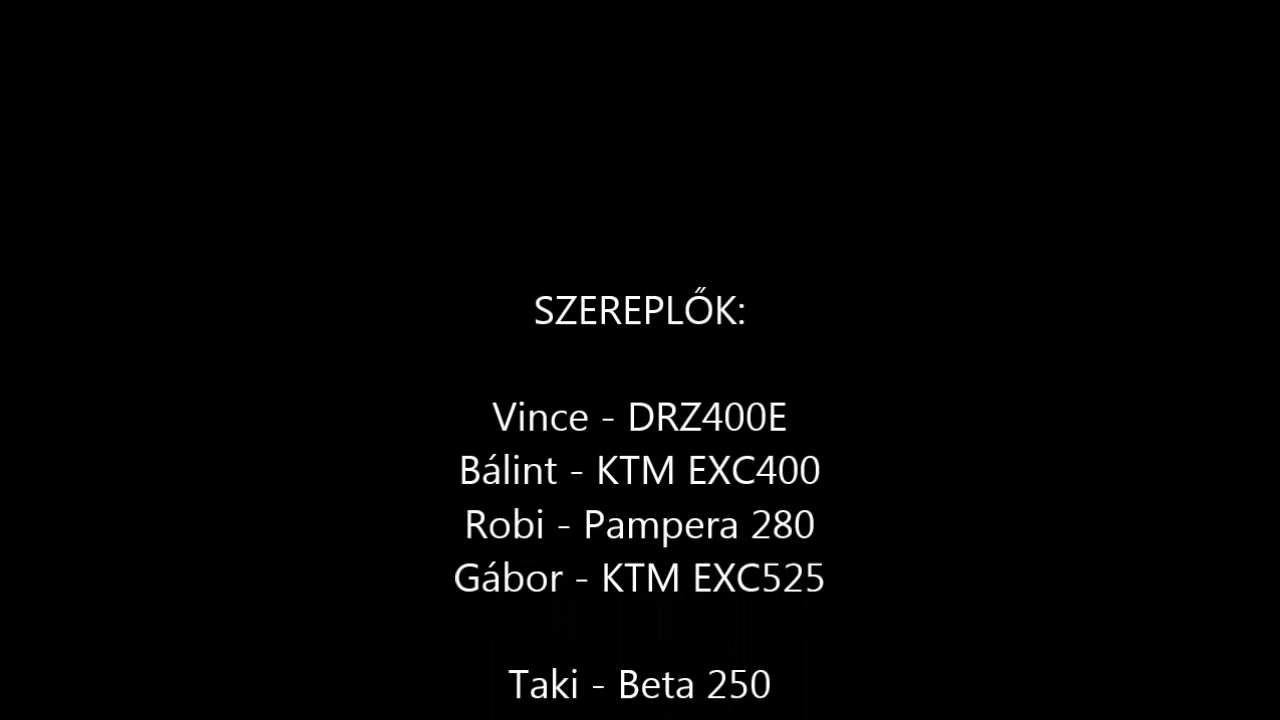 SZEREPLŐK:
Vince - DRZ400E
Bálint - KTM EXC400
Robi - Pampera 280
Gábor - KTM EXC525
Taki - Beta 250